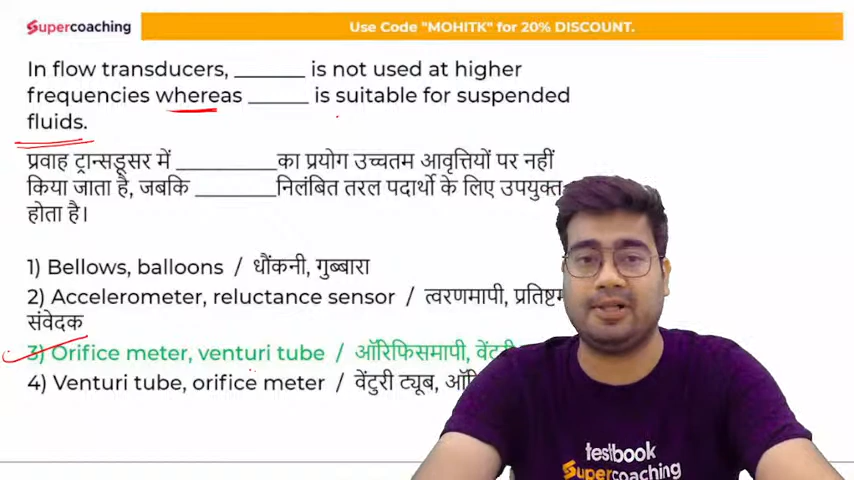 Supercoaching
Use Code "MOHITK" for 20% DISCOUNT.
In flow transducers, ______ is not used at higher
frequencies whereas _____ is suitable for suspended
fluids.
प्रवाह ट्रान्सडूसर में __________का प्रयोग उच्चतम आवृत्तियों पर नहीं
किया जाता है, जबकि ________निलंबित तरल पदार्थो के लिए उपयुक्त
होता है।
1) Bellows, balloons / धौंकनी, गुब्बारा
2) Accelerometer, reluctance sensor / त्वरणमापी,
संवेदक
3) Orifice meter, venturi tube / ऑरिफिसमापी,
4) Venturi tube, orifice meter / वेंटुरी ट्यूब,
testbook
Supercoaching